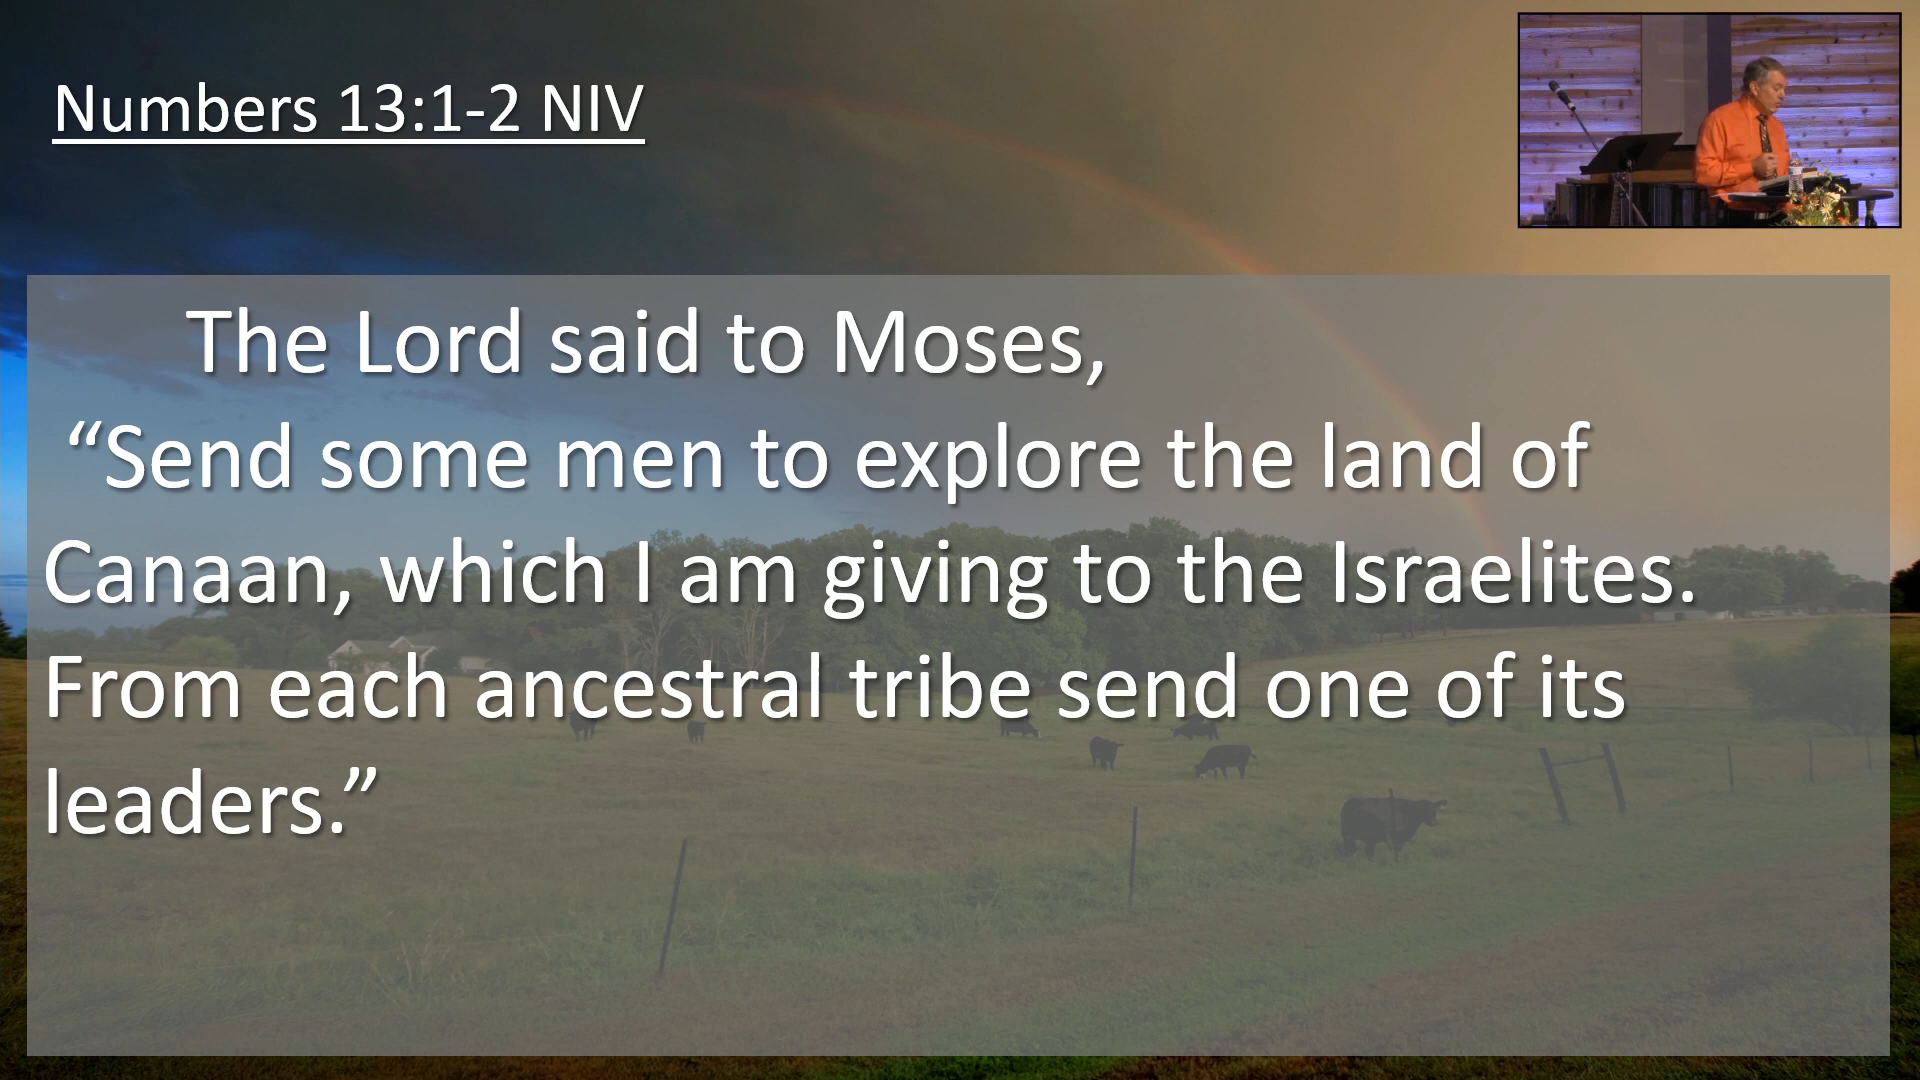 Numbers 13:1-2 NIV
The Lord said to Moses,
“Send some men to explore the land of
Canaan, which I am giving to the Israelites.
From each ancestral tribe send one of its
leaders.”